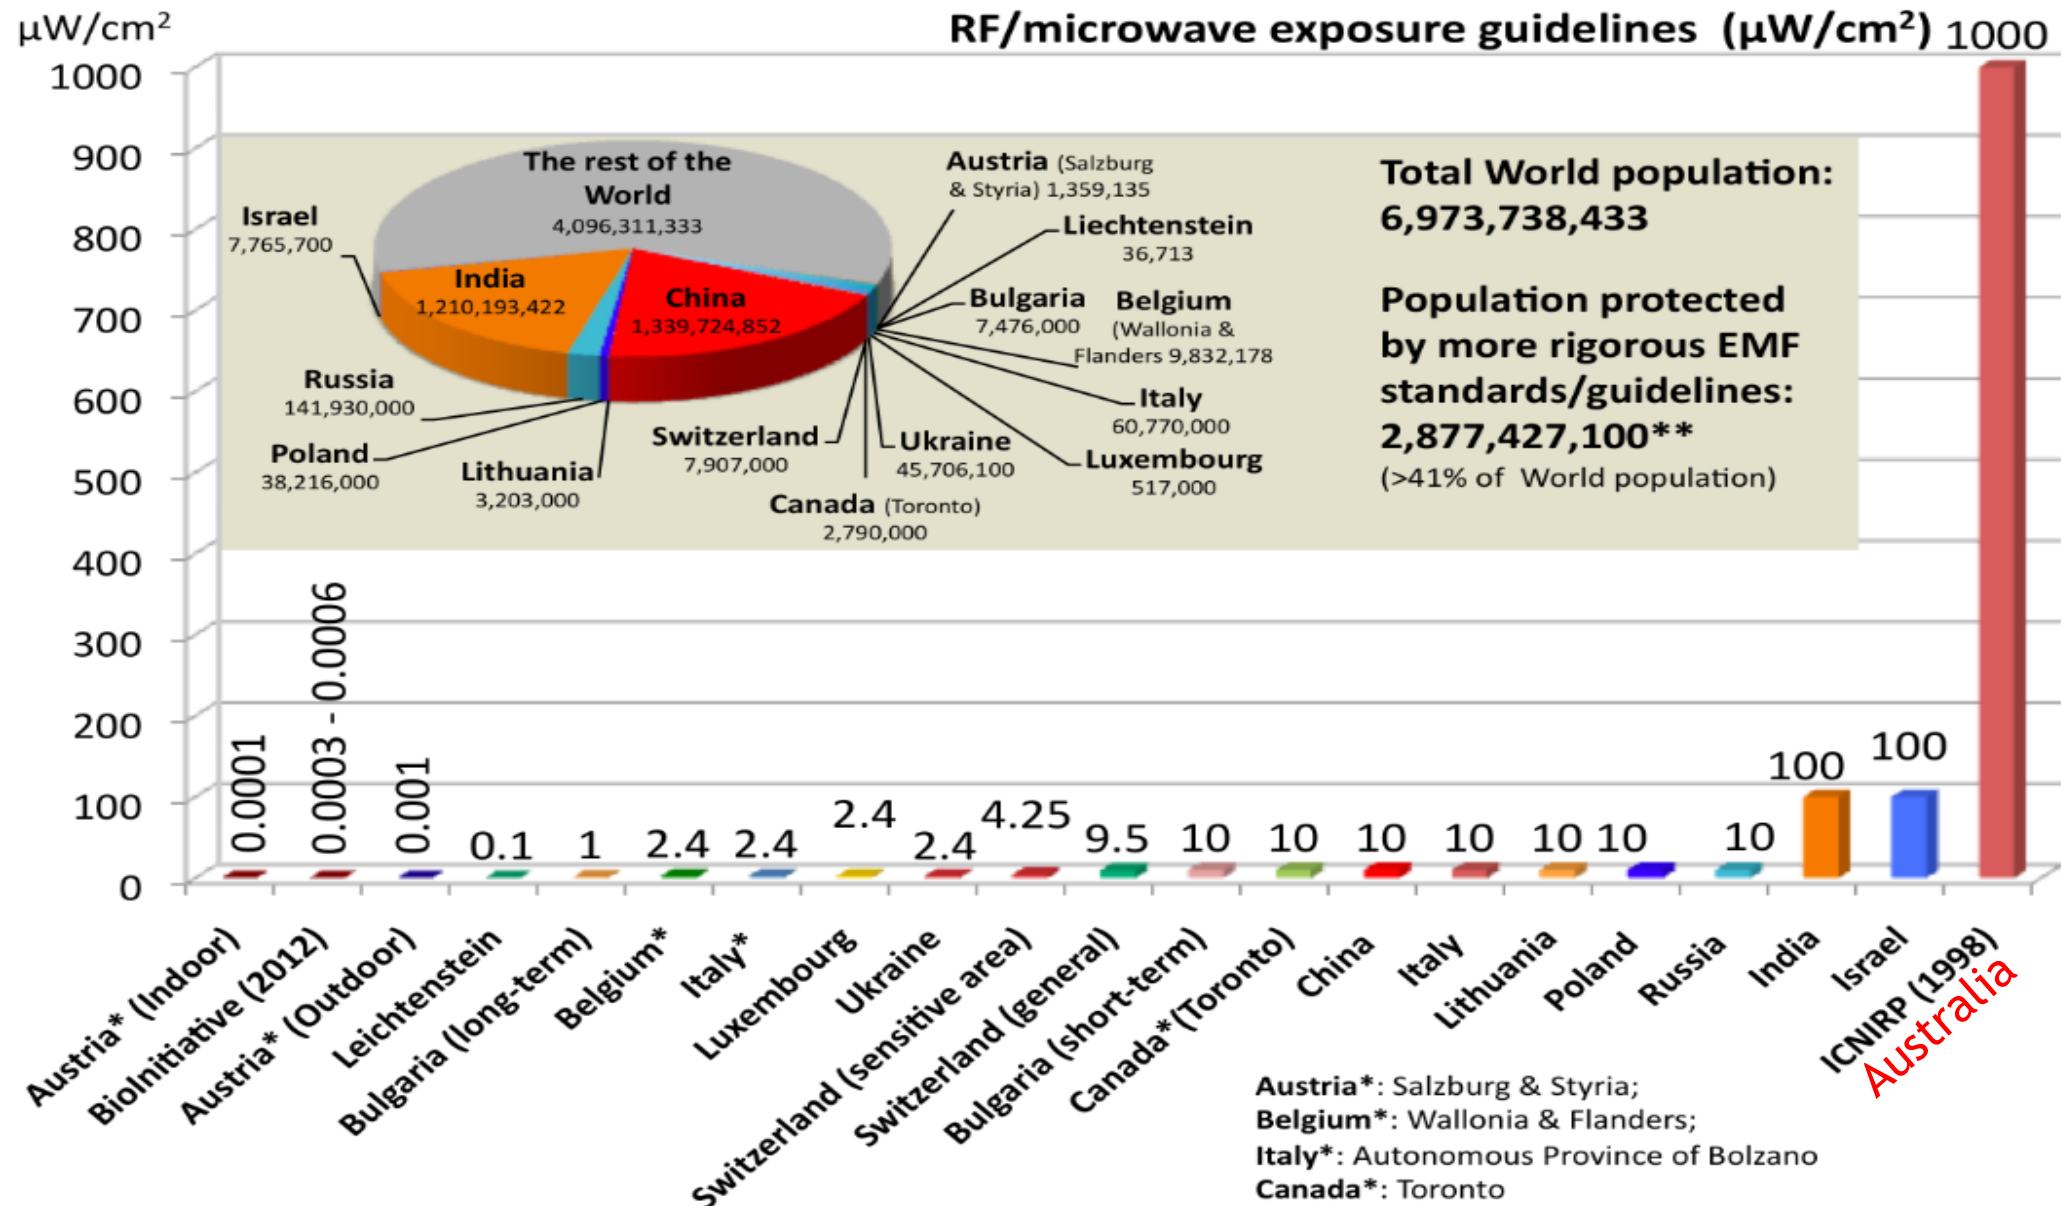 μW/cm²
RF/microwave exposure guidelines (μW/cm²)
1000
1000
900
800
700
600
500
400
300
200
100
0
The rest of the
World
4,096,311,333
Israel
7,765,700
India
1,210,193,422
China
1,339,724,852
Russia
141,930,000
Poland
38,216,000
Lithuania
3,203,000
Switzerland
7,907,000
Canada (Toronto)
2,790,000
Ukraine
45,706,100
Luxembourg
517,000
Italy
60,770,000
Belgium
(Wallonia &
Flanders 9,832,178
Bulgaria
7,476,000
Liechtenstein
36,713
Austria (Salzburg
& Styria) 1,359,135
Total World population:
6,973,738,433
Population protected
by more rigorous EMF
standards/guidelines:
2,877,427,100**
(>41% of World population)
0.0001
0.0003 - 0.0006
0.001
0.1
1
2.4
2.4
2.4
2.4
4.25
9.5
10
10
10
10
10
10
10
100
100
Austria* (Indoor)
BioInitiative (2012)
Austria* (Outdoor)
Leichtenstein
Bulgaria (long-term)
Belgium*
Italy*
Luxembourg
Ukraine
Switzerland (sensitive area)
Switzerland (general)
Bulgaria (short-term)
Canada* (Toronto)
China
Italy
Lithuania
Poland
Russia
India
Israel
ICNIRP (1998)
Australia
Austria*: Salzburg & Styria;
Belgium*: Wallonia & Flanders;
Italy*: Autonomous Province of Bolzano
Canada*: Toronto